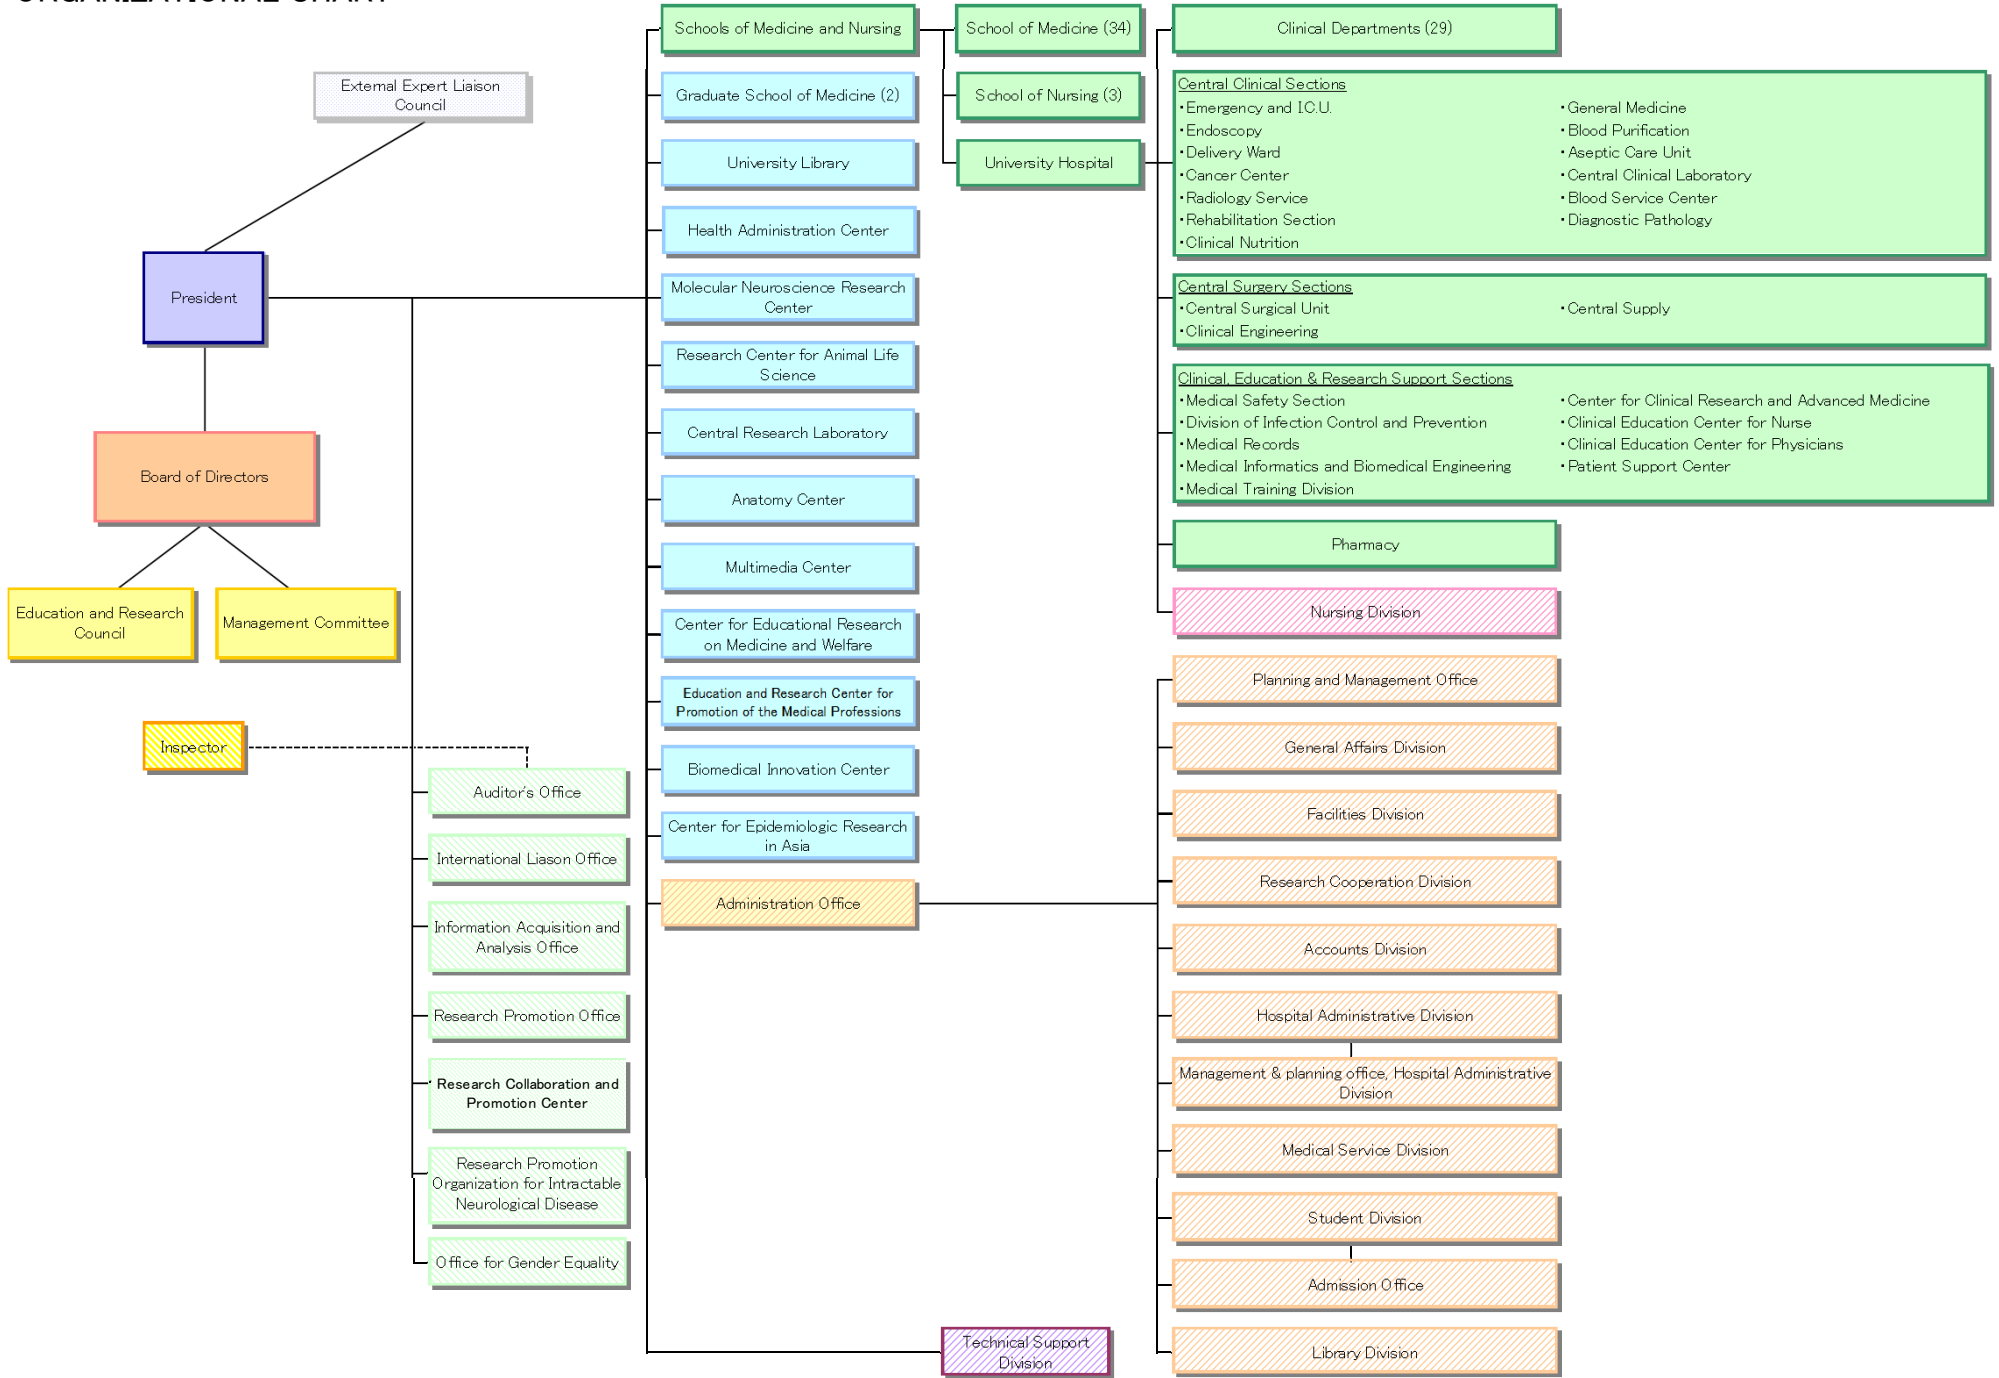 ORGANIZATIONAL CHART
External Expert Liaison
Council
President
Board of Directors
Education and Research
Council
Management Committee
Inspector
Auditor's Office
International Liason Office
Information Acquisition and
Analysis Office
Research Promotion Office
Research Collaboration and
Promotion Center
Research Promotion
Organization for Intractable
Neurological Disease
Office for Gender Equality
Schools of Medicine and Nursing
Graduate School of Medicine (2)
University Library
Health Administration Center
Molecular Neuroscience Research
Center
Research Center for Animal Life
Science
Central Research Laboratory
Anatomy Center
Multimedia Center
Center for Educational Research
on Medicine and Welfare
Education and Research Center for
Promotion of the Medical Professions
Biomedical Innovation Center
Center for Epidemiologic Research
in Asia
Administration Office
Technical Support
Division
School of Medicine (34)
School of Nursing (3)
University Hospital
Clinical Departments (29)
Central Clinical Sections
・Emergency and I.C.U.
・Endoscopy
・Delivery Ward
・Cancer Center
・Radiology Service
・Rehabilitation Section
・Clinical Nutrition
・General Medicine
・Blood Purification
・Aseptic Care Unit
・Central Clinical Laboratory
・Blood Service Center
・Diagnostic Pathology
Central Surgery Sections
・Central Surgical Unit
・Clinical Engineering
・Central Supply
Clinical, Education & Research Support Sections
・Medical Safety Section
・Division of Infection Control and Prevention
・Medical Records
・Medical Informatics and Biomedical Engineering
・Medical Training Division
・Center for Clinical Research and Advanced Medicine
・Clinical Education Center for Nurse
・Clinical Education Center for Physicians
・Patient Support Center
Pharmacy
Nursing Division
Planning and Management Office
General Affairs Division
Facilities Division
Research Cooperation Division
Accounts Division
Hospital Administrative Division
Management & planning office, Hospital Administrative
Division
Medical Service Division
Student Division
Admission Office
Library Division